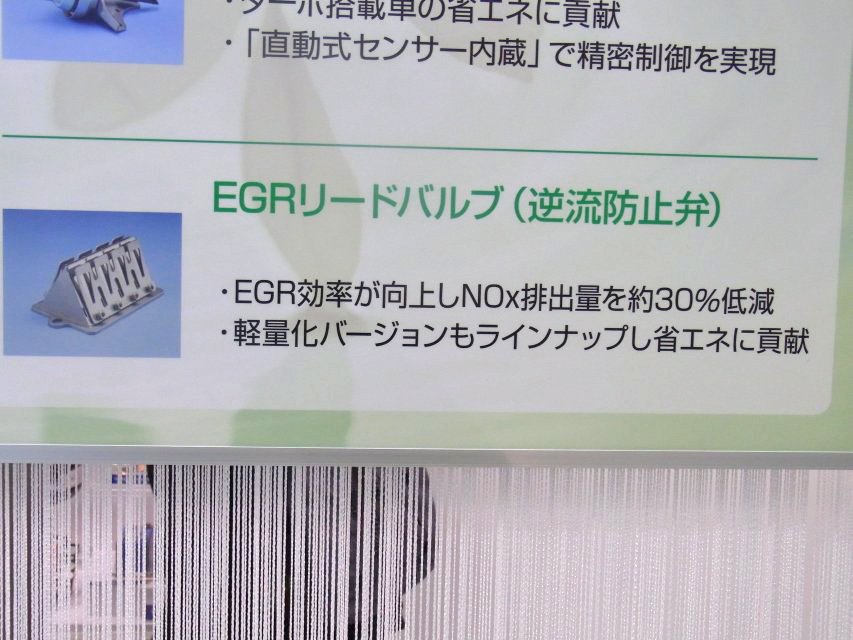 ・ターボ搭載車の省エネに貢献
・「直動式センサー内蔵」で精密制御を実現
EGRリードバルブ（逆流防止弁）
・EGR効率が向上しNOx排出量を約30%低減
・軽量化バージョンもラインナップし省エネに貢献